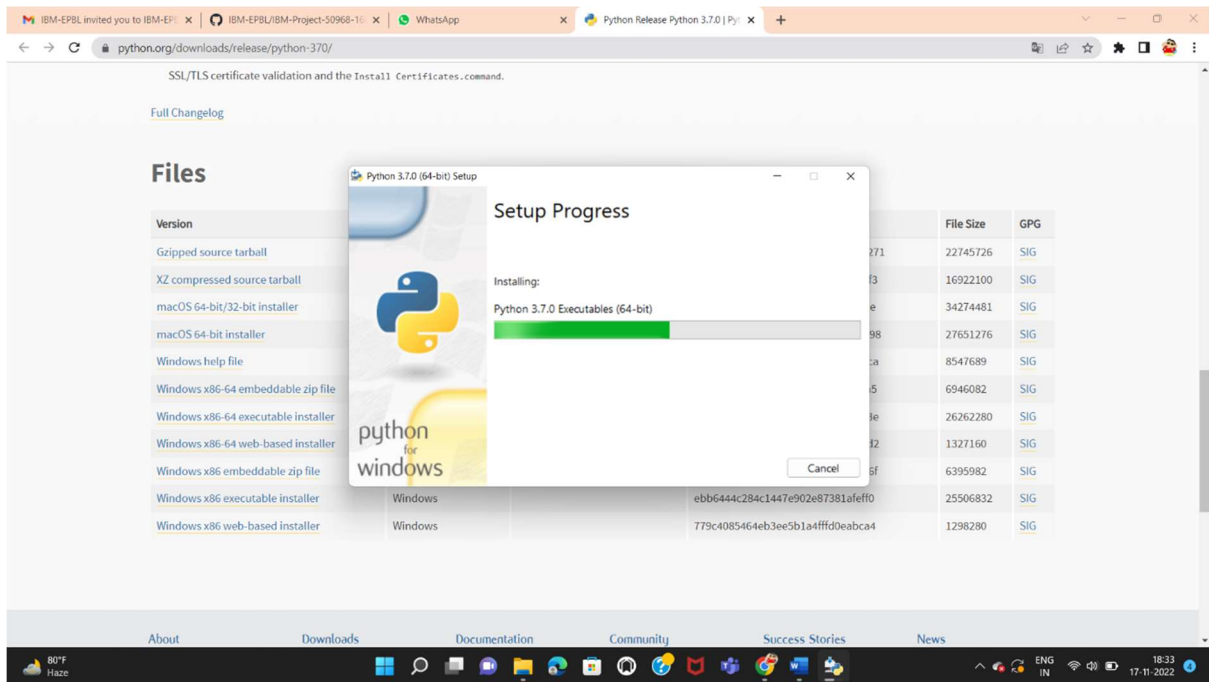 IBM-EPBL invited you to IBM-EP
IBM-EPBL/IBM-Project-50968-16
WhatsApp
Python Release Python 3.7.0 | Py
python.org/downloads/release/python-370/
SSL/TLS certificate validation and the Install Certificates.command.
Full Changelog
Files
Version File Size GPG
Gzipped source tarball 271 22745726 SIG
XZ compressed source tarball f3 16922100 SIG
macOS 64-bit/32-bit installer e 34274481 SIG
macOS 64-bit installer 98 27651276 SIG
Windows help file ca 8547689 SIG
Windows x86-64 embeddable zip file 6946082 SIG
Windows x86-64 executable installer 26262280 SIG
Windows x86-64 web-based installer 1327160 SIG
Windows x86 embeddable zip file 6f 6395982 SIG
Windows x86 executable installer Windows ebb6444c284c1447e902e87381afeff0 25506832 SIG
Windows x86 web-based installer Windows 779c4085464eb3ee5b1a4fffd0eabca4 1298280 SIG
Python 3.7.0 (64-bit) Setup
Setup Progress
Installing:
Python 3.7.0 Executables (64-bit)
python
for
windows
Cancel
About Downloads Documentation Community Success Stories News
80°F
Haze
ENG
IN
18:33
17-11-2022
4